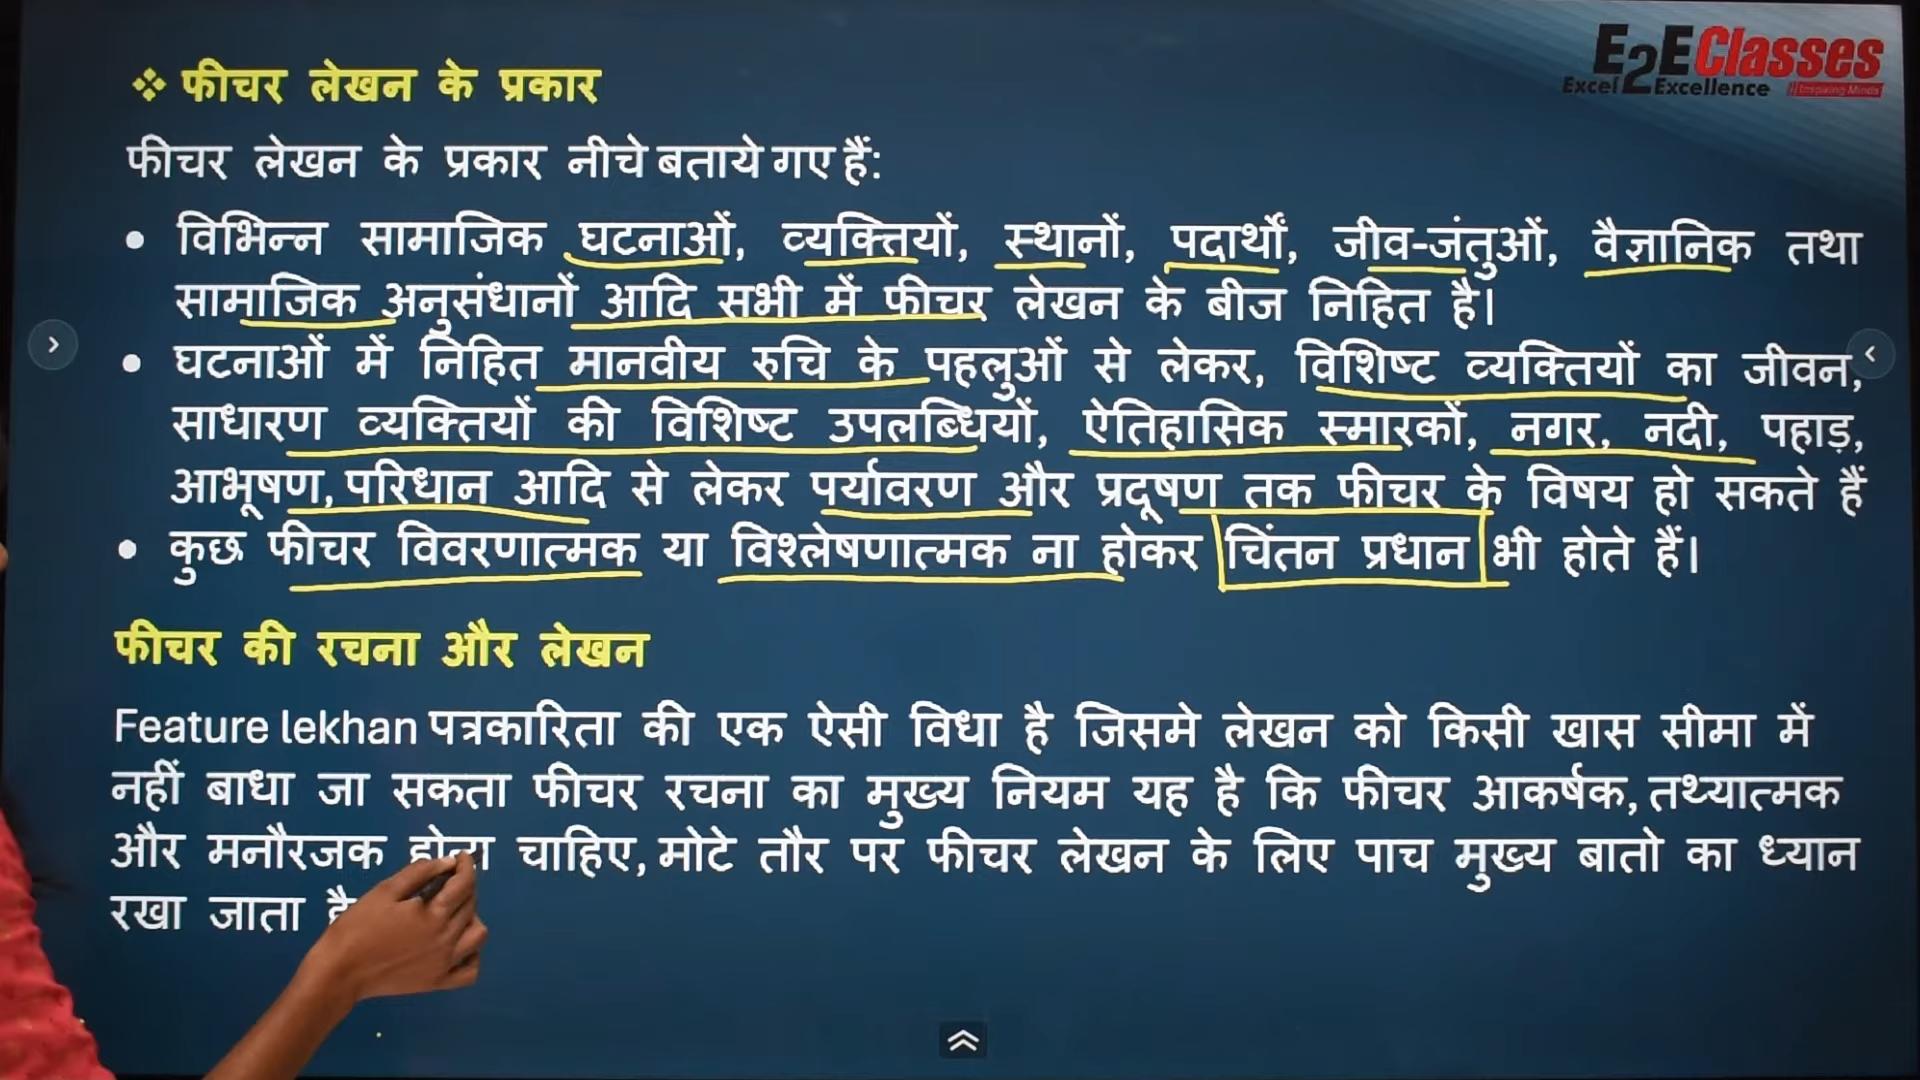 E2E Classes
Excel 2 Excellence Inspiring Minds
❖ फीचर लेखन के प्रकार
फीचर लेखन के प्रकार नीचे बताये गए हैं:
• विभिन्न सामाजिक घटनाओं, व्यक्तियों, स्थानों, पदार्थों, जीव-जंतुओं, वैज्ञानिक तथा
सामाजिक अनुसंधानों आदि सभी में फीचर लेखन के बीज निहित है।
• घटनाओं में निहित मानवीय रुचि के पहलुओं से लेकर, विशिष्ट व्यक्तियों का जीवन,
साधारण व्यक्तियों की विशिष्ट उपलब्धियों, ऐतिहासिक स्मारकों, नगर, नदी, पहाड़,
आभूषण, परिधान आदि से लेकर पर्यावरण और प्रदूषण तक फीचर के विषय हो सकते हैं
• कुछ फीचर विवरणात्मक या विश्लेषणात्मक ना होकर चिंतन प्रधान भी होते हैं।
फीचर की रचना और लेखन
Feature lekhan पत्रकारिता की एक ऐसी विधा है जिसमे लेखन को किसी खास सीमा में
नहीं बाधा जा सकता फीचर रचना का मुख्य नियम यह है कि फीचर आकर्षक, तथ्यात्मक
और मनौरजक चाहिए, मोटे तौर पर फीचर लेखन के लिए पाच मुख्य बातो का ध्यान
रखा जाता